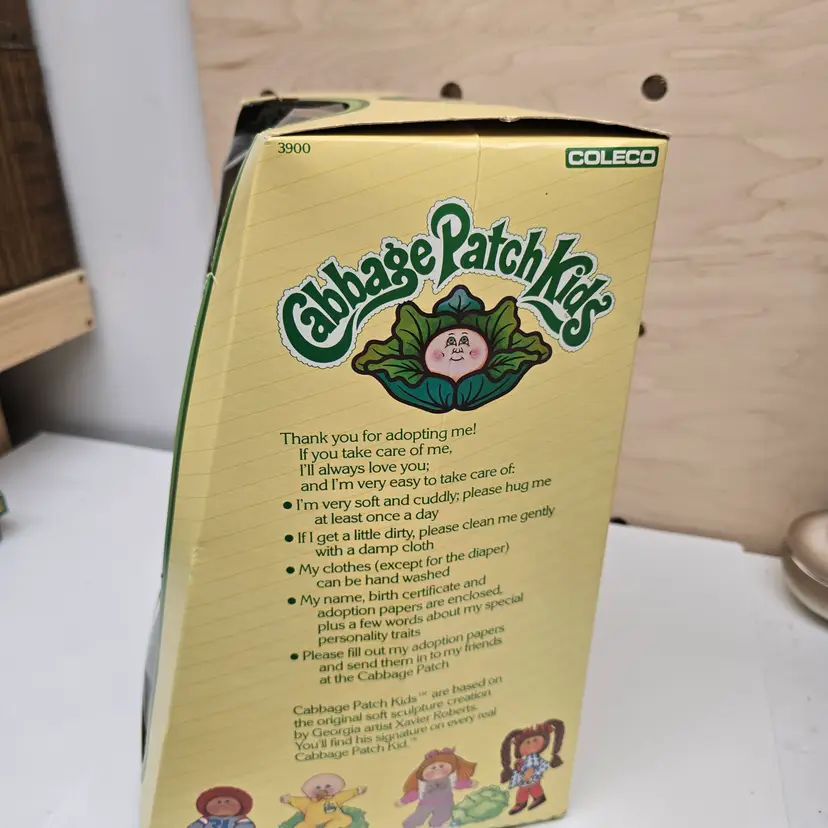 3900
COLECO
Cabbage Patch Kids
Thank you for adopting me!
If you take care of me,
I'll always love you;
and I'm very easy to take care of:
• I'm very soft and cuddly; please hug me
at least once a day
• If I get a little dirty, please clean me gently
with a damp cloth
• My clothes (except for the diaper)
can be hand washed
• My name, birth certificate and
adoption papers are enclosed,
plus a few words about my special
personality traits
• Please fill out my adoption papers
and send them in to my friends
at the Cabbage Patch
Cabbage Patch Kids™ are based on
the original soft sculpture creation
by Georgia artist Xavier Roberts.
You'll find his signature on every real
Cabbage Patch Kid.™